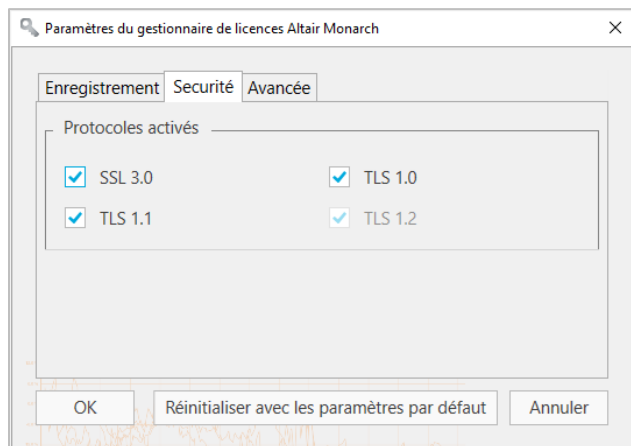 Paramètres du gestionnaire de licences Altair Monarch
Enregistrement Securité Avancée
Protocoles activés
SSL 3.0 TLS 1.0
TLS 1.1 TLS 1.2
OK Réinitialiser avec les paramètres par défaut Annuler